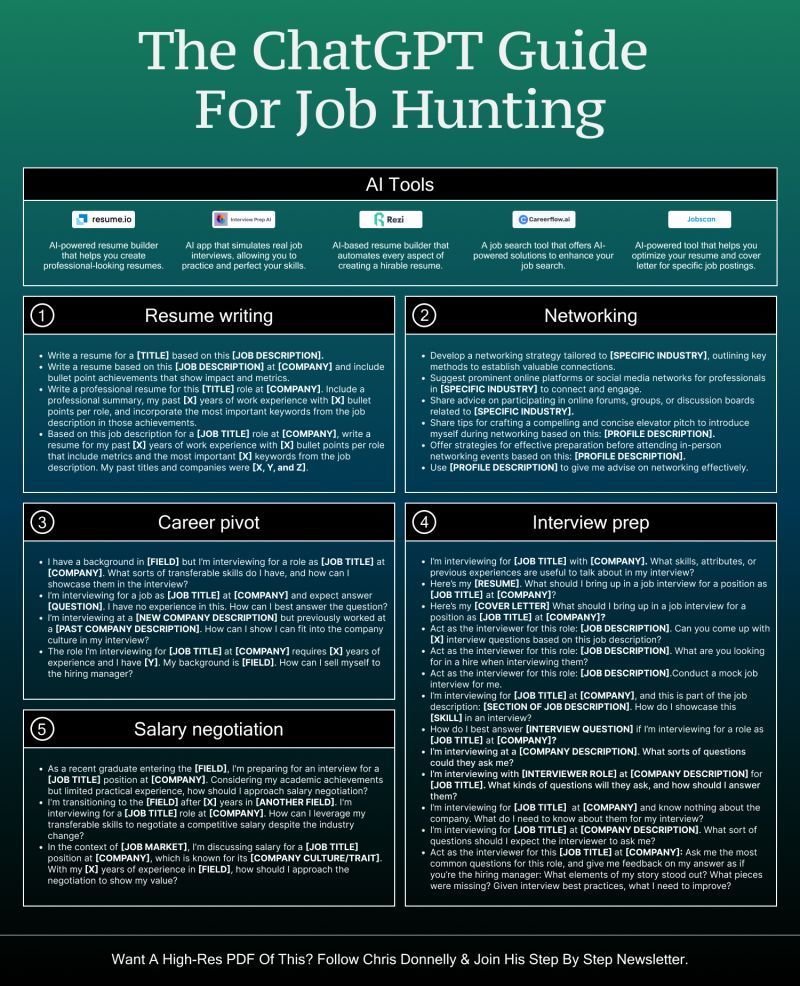 The ChatGPT Guide
For Job Hunting
AI Tools
resume.io
Interview Prep AI
Rezi
Careerflow.ai
Jobscan
AI-powered resume builder
that helps you create
professional-looking resumes.
AI app that simulates real job
interviews, allowing you to
practice and perfect your skills.
AI-based resume builder that
automates every aspect of
creating a hirable resume.
A job search tool that offers AI-
powered solutions to enhance your
job search.
AI-powered tool that helps you
optimize your resume and cover
letter for specific job postings.
1 Resume writing
• Write a resume for a [TITLE] based on this [JOB DESCRIPTION].
• Write a resume based on this [JOB DESCRIPTION] at [COMPANY] and include
bullet point achievements that show impact and metrics.
• Write a professional resume for this [TITLE] role at [COMPANY]. Include a
professional summary, my past [X] years of work experience with [X] bullet
points per role, and incorporate the most important keywords from the job
description in those achievements.
• Based on this job description for a [JOB TITLE] role at [COMPANY], write a
resume for my past [X] years of experience with [X] bullet points per role
that include metrics and the most important [X] keywords from the job
description. My past titles and companies were [X, Y, and Z].
2 Networking
• Develop a networking strategy tailored to [SPECIFIC INDUSTRY], outlining key
methods to establish valuable connections.
• Suggest prominent online platforms or social media networks for professionals
in [SPECIFIC INDUSTRY] to connect and engage.
• Share advice on participating in online forums, groups, or discussion boards
related to [SPECIFIC INDUSTRY].
• Share tips for crafting a compelling and concise elevator pitch to introduce
myself during networking based on this: [PROFILE DESCRIPTION].
• Offer strategies for effective preparation before attending in-person
networking events based on this: [PROFILE DESCRIPTION].
• Use [PROFILE DESCRIPTION] to give me advise on networking effectively.
3 Career pivot
• I have a background in [FIELD] but I'm interviewing for a role as [JOB TITLE] at
[COMPANY]. What sorts of transferable skills do I have, and how can I
showcase them in the interview?
• I'm interviewing for a job as [JOB TITLE] at [COMPANY] and expect answer
[QUESTION]. I have no experience in this. How can I best answer the question?
• I'm interviewing at a [NEW COMPANY DESCRIPTION] but previously worked at
a [PAST COMPANY DESCRIPTION]. How can I show I can fit into the company
culture in my interview?
• The role I'm interviewing for [JOB TITLE] at [COMPANY] requires [X] years of
experience and I have [Y]. My background is [FIELD]. How can I sell myself to
the hiring manager?
4 Interview prep
• I'm interviewing for [JOB TITLE] with [COMPANY]. What skills, attributes, or
previous experiences are useful to talk about in my interview?
• Here's my [RESUME]. What should I bring up in a job interview for a position as
[JOB TITLE] at [COMPANY]?
• Here's my [COVER LETTER] What should I bring up in a job interview for a
position as [JOB TITLE] at [COMPANY]?
• Act as the interviewer for this role: [JOB DESCRIPTION]. Can you come up with
[X] interview questions based on this job description?
• Act as the interviewer for this role: [JOB DESCRIPTION]. What are you looking
for in a hire when interviewing them?
• Act as the interviewer for this role: [JOB DESCRIPTION].Conduct a mock job
interview for me.
• I'm interviewing for [JOB TITLE] at [COMPANY], and this is part of the job
description: [SECTION OF JOB DESCRIPTION]. How do I showcase this
[SKILL] in an interview?
• How do I best answer [INTERVIEW QUESTION] if I'm interviewing for a role as
[JOB TITLE] at [COMPANY]?
• I'm interviewing at a [COMPANY DESCRIPTION]. What sorts of questions
could they ask me?
• I'm interviewing with [INTERVIEWER ROLE] at [COMPANY DESCRIPTION] for
[JOB TITLE]. What kinds of questions will they ask, and how should I answer
them?
• I'm interviewing for [JOB TITLE] at [COMPANY] and know nothing about the
company. What do I need to know about them for my interview?
• I'm interviewing for [JOB TITLE] at [COMPANY DESCRIPTION]. What sort of
questions should I expect the interviewer to ask me?
• Act as the interviewer for this [JOB TITLE] at [COMPANY]: Ask me the most
common questions for this role, and give me feedback on my answer as if
you're the hiring manager: What elements of my story stood out? What pieces
were missing? Given interview best practices, what I need to improve?
5 Salary negotiation
• As a recent graduate entering the [FIELD], I'm preparing for an interview for a
[JOB TITLE] position at [COMPANY]. Considering my academic achievements
but limited practical experience, how should I approach salary negotiation?
• I'm transitioning to the [FIELD] after [X] years in [ANOTHER FIELD]. I'm
interviewing for a [JOB TITLE] role at [COMPANY]. How can I leverage my
transferable skills to negotiate a competitive salary despite the industry
change?
• In the context of [JOB MARKET], I'm discussing salary for a [JOB TITLE]
position at [COMPANY], which is known for its [COMPANY CULTURE/TRAIT].
With my [X] years of experience in [FIELD], how should I approach the
negotiation to show my value?
Want A High-Res PDF Of This? Follow Chris Donnelly & Join His Step By Step Newsletter.